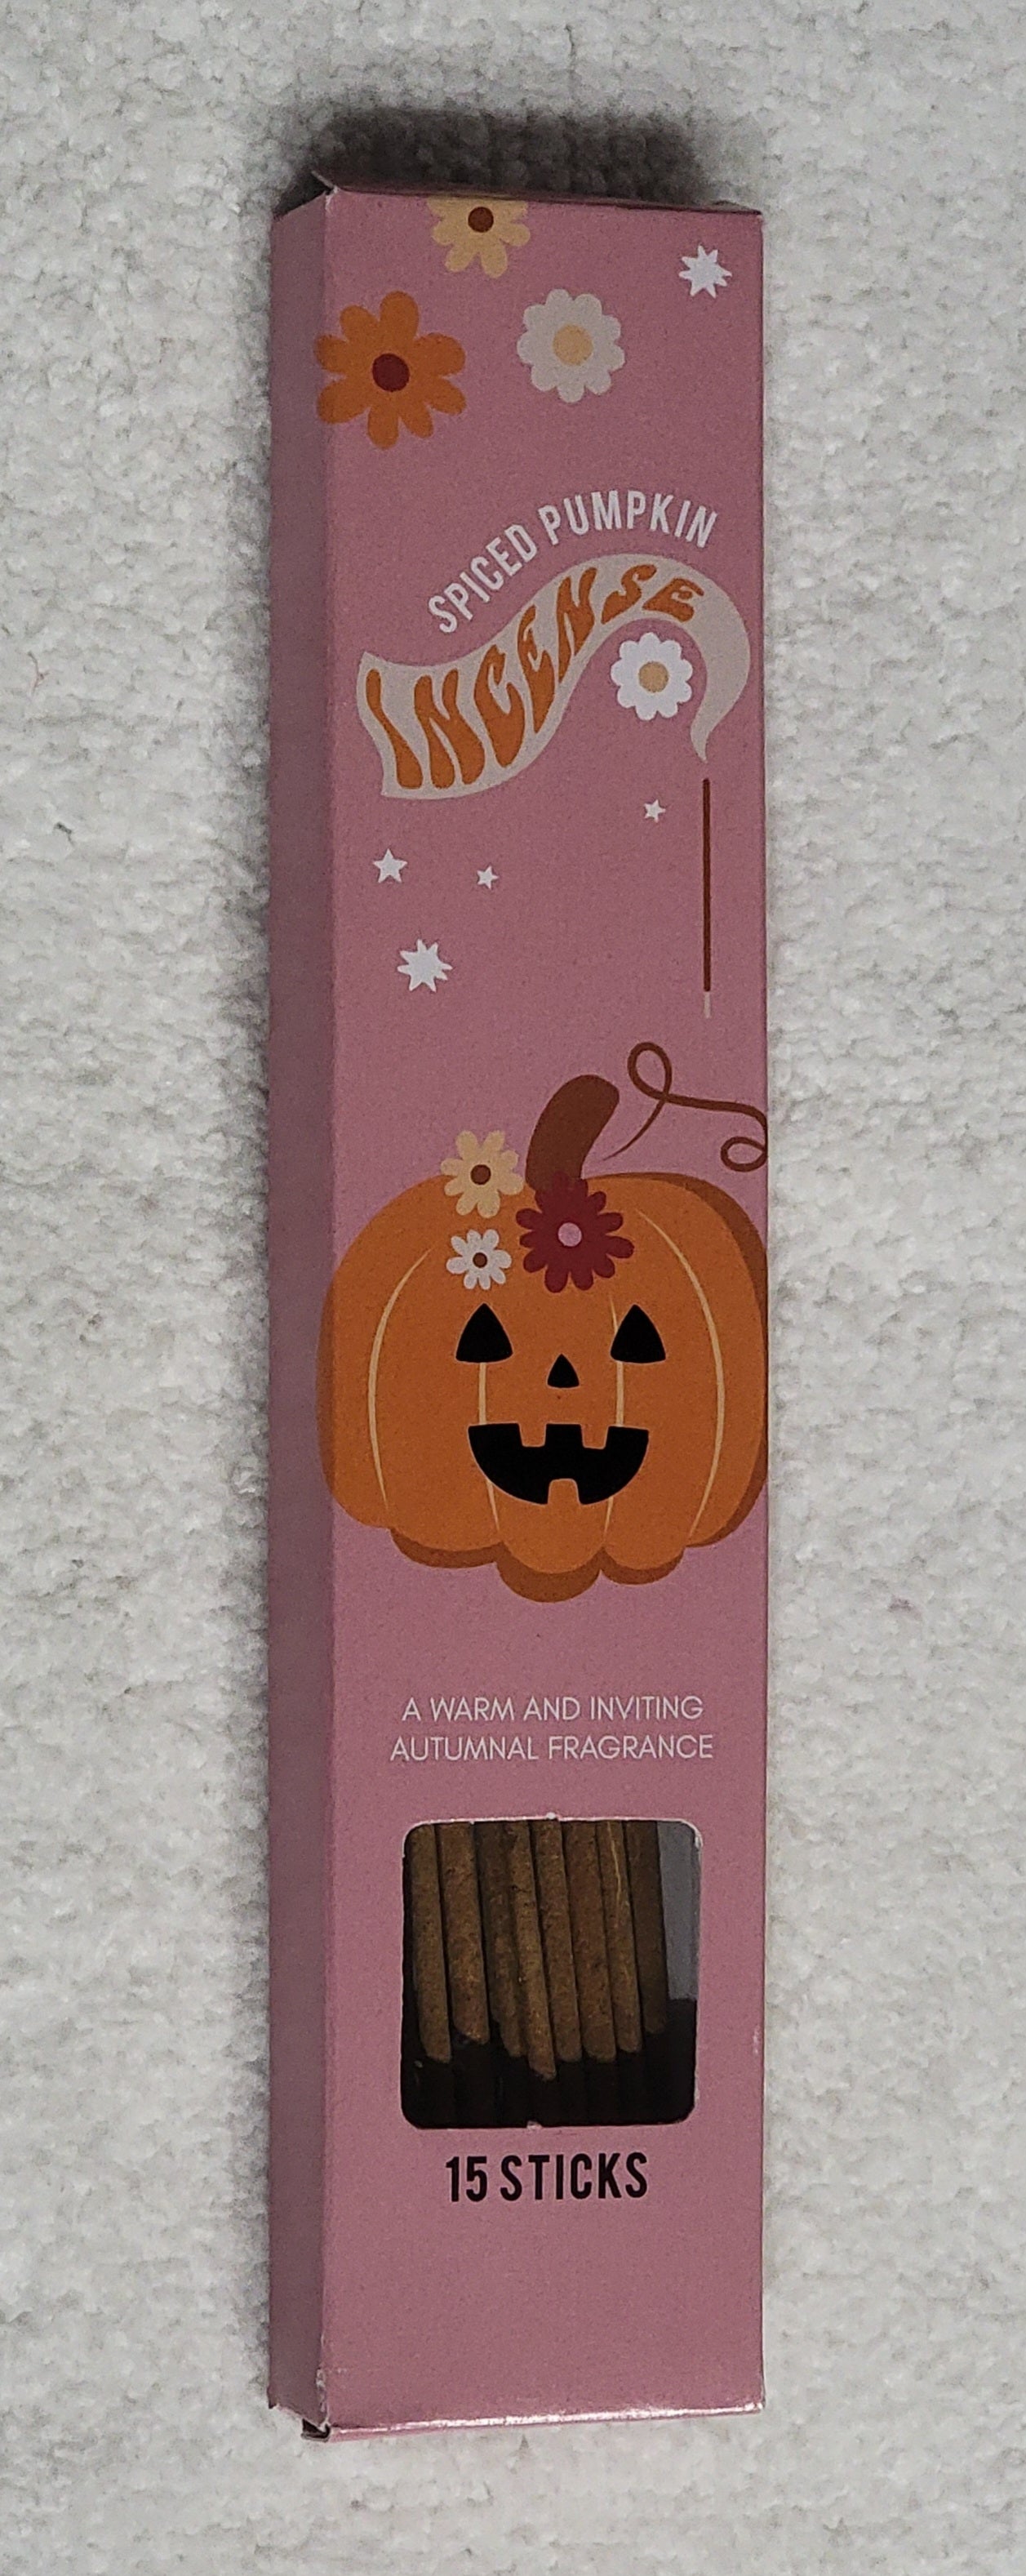 SPICED PUMPKIN
INCENSE
A WARM AND INVITING
AUTUMNAL FRAGRANCE
15 STICKS